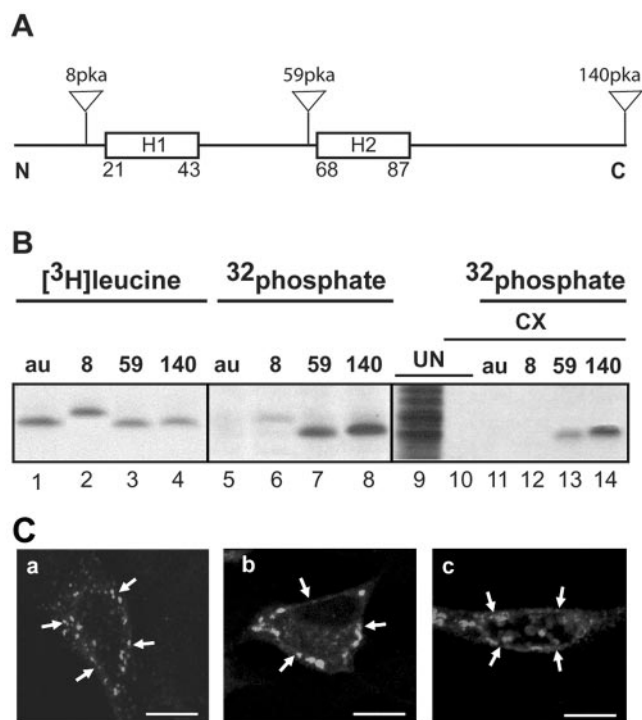 A
8pka 59pka 140pka
H1 H2
N 21 43 68 87 C
B
[³H]leucine ³²phosphate ³²phosphate
CX
au 8 59 140 au 8 59 140 UN au 8 59 140
1 2 3 4 5 6 7 8 9 10 11 12 13 14
C
a b c